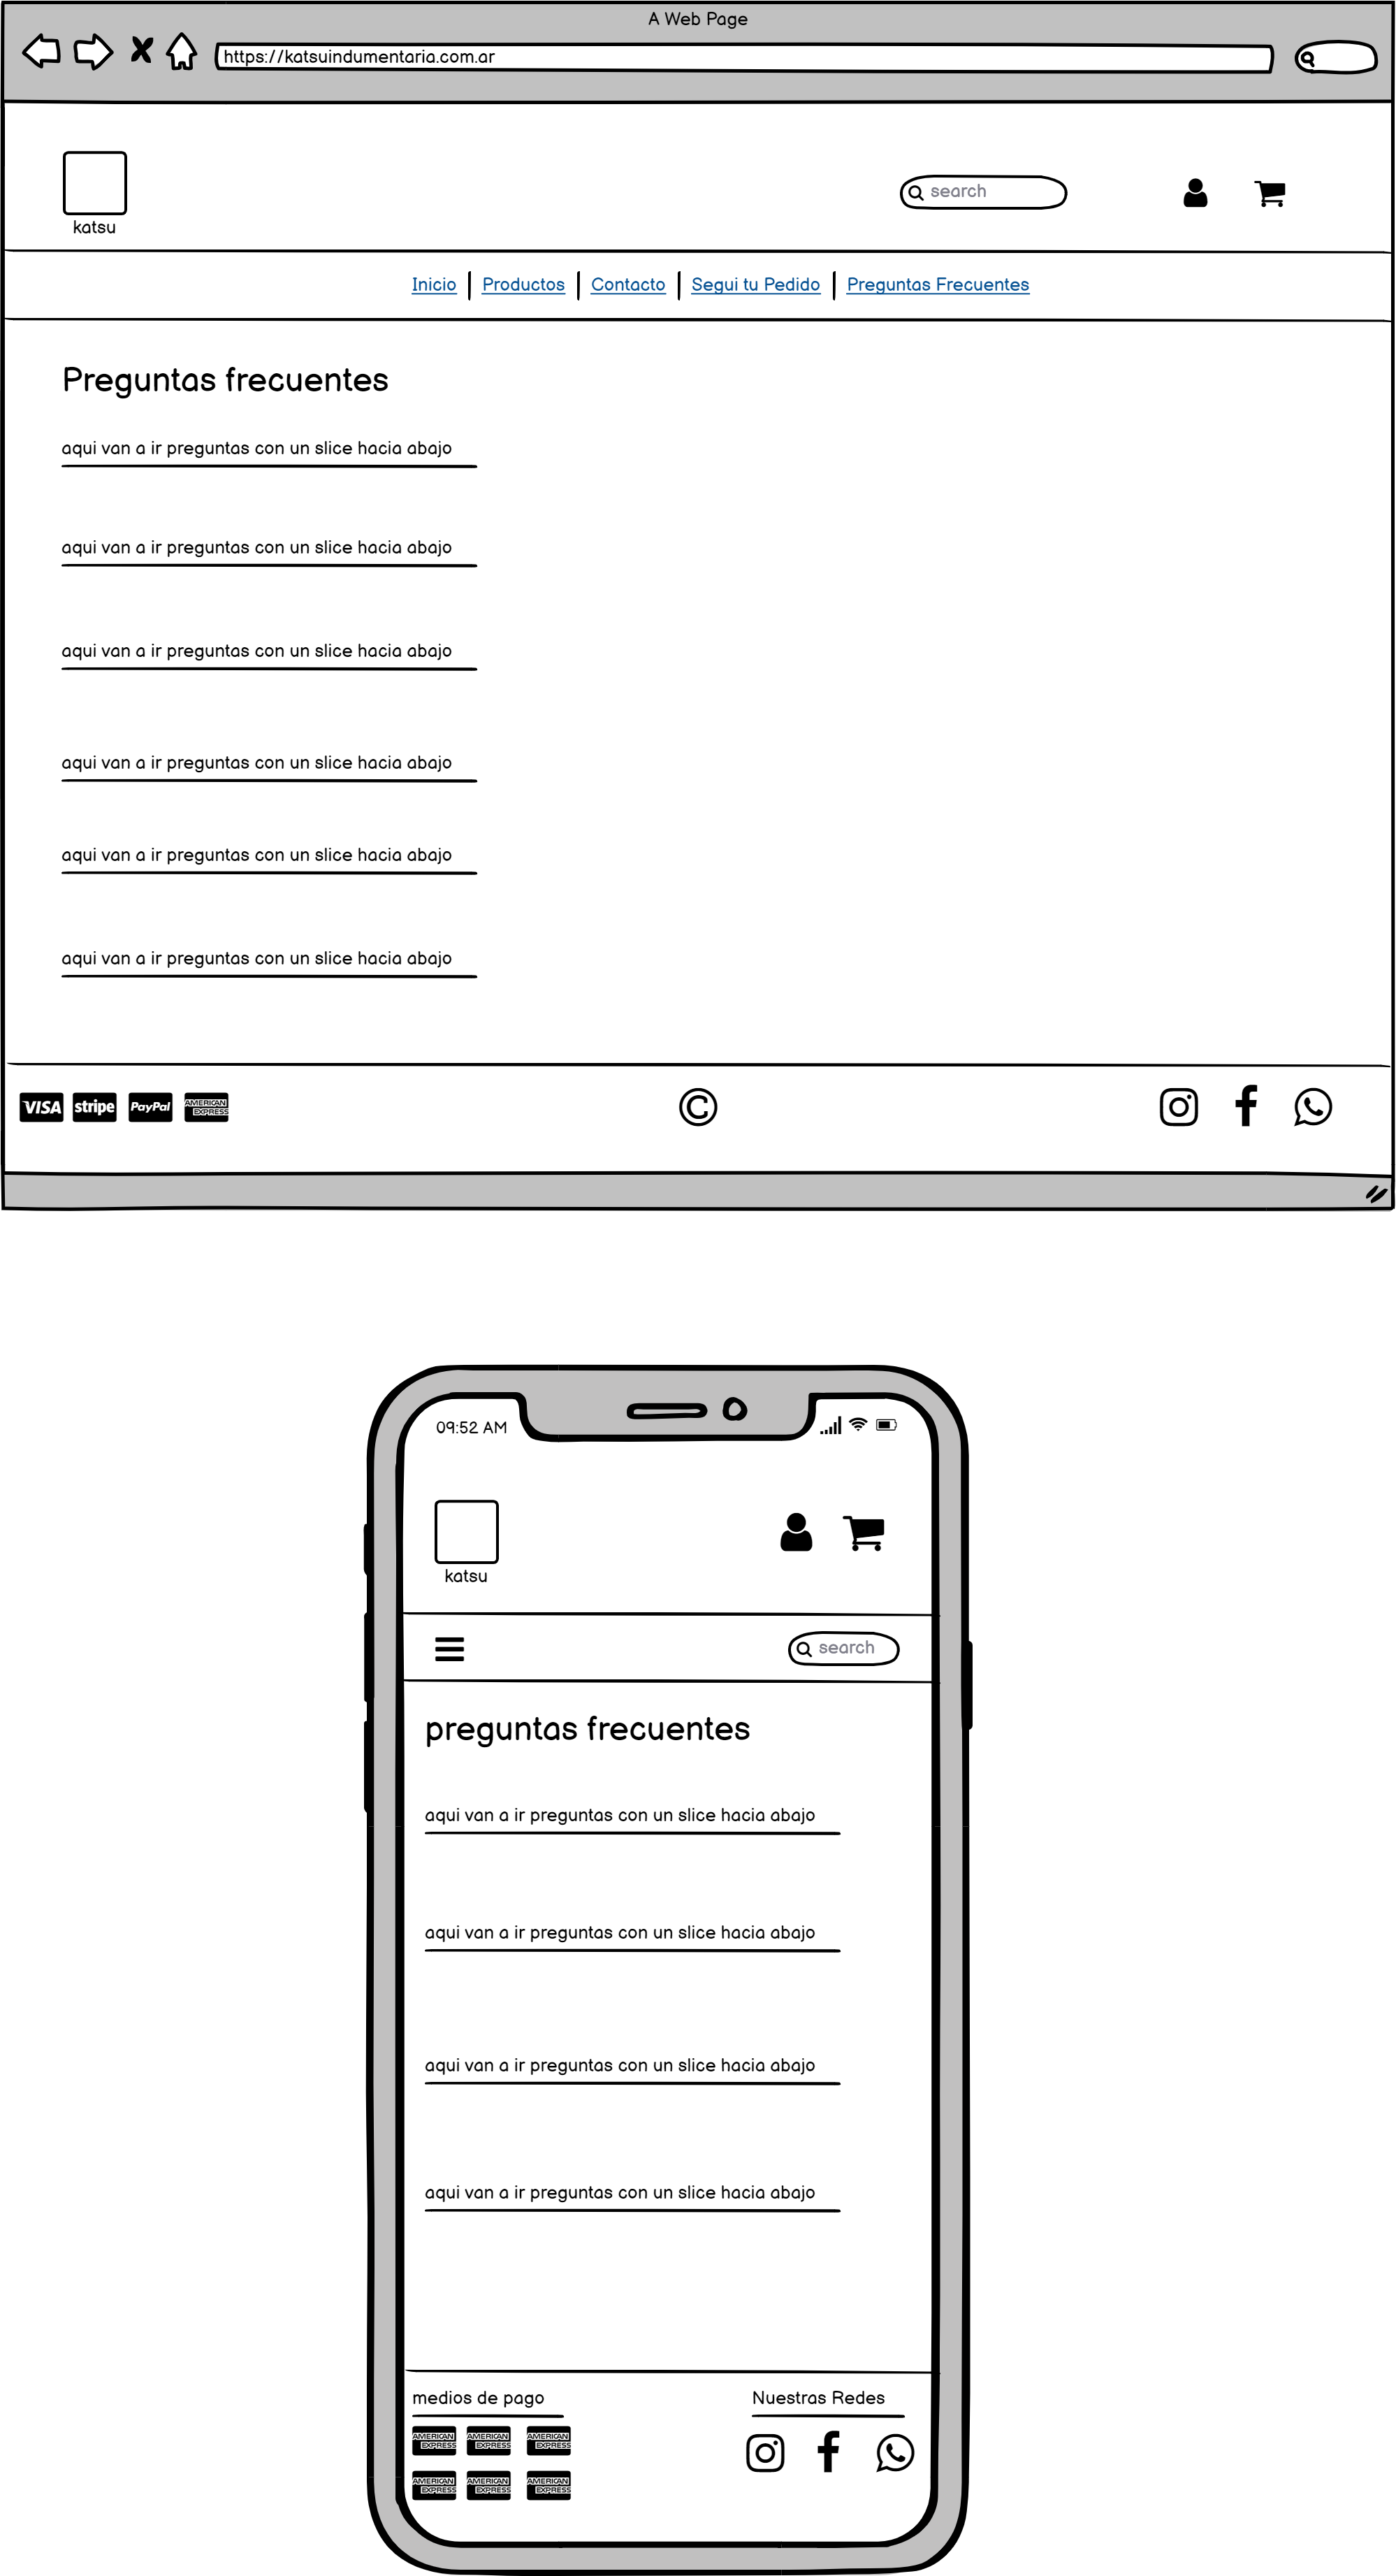 A Web Page
https://katsuindumentaria.com.ar
search
katsu
Inicio | Productos | Contacto | Segui tu Pedido | Preguntas Frecuentes
Preguntas frecuentes
aqui van a ir preguntas con un slice hacia abajo
aqui van a ir preguntas con un slice hacia abajo
aqui van a ir preguntas con un slice hacia abajo
aqui van a ir preguntas con un slice hacia abajo
aqui van a ir preguntas con un slice hacia abajo
aqui van a ir preguntas con un slice hacia abajo
VISA stripe PayPal AMERICAN EXPRESS ©
09:52 AM
katsu
search
preguntas frecuentes
aqui van a ir preguntas con un slice hacia abajo
aqui van a ir preguntas con un slice hacia abajo
aqui van a ir preguntas con un slice hacia abajo
aqui van a ir preguntas con un slice hacia abajo
medios de pago Nuestras Redes
AMERICAN EXPRESS AMERICAN EXPRESS AMERICAN EXPRESS
AMERICAN EXPRESS AMERICAN EXPRESS AMERICAN EXPRESS